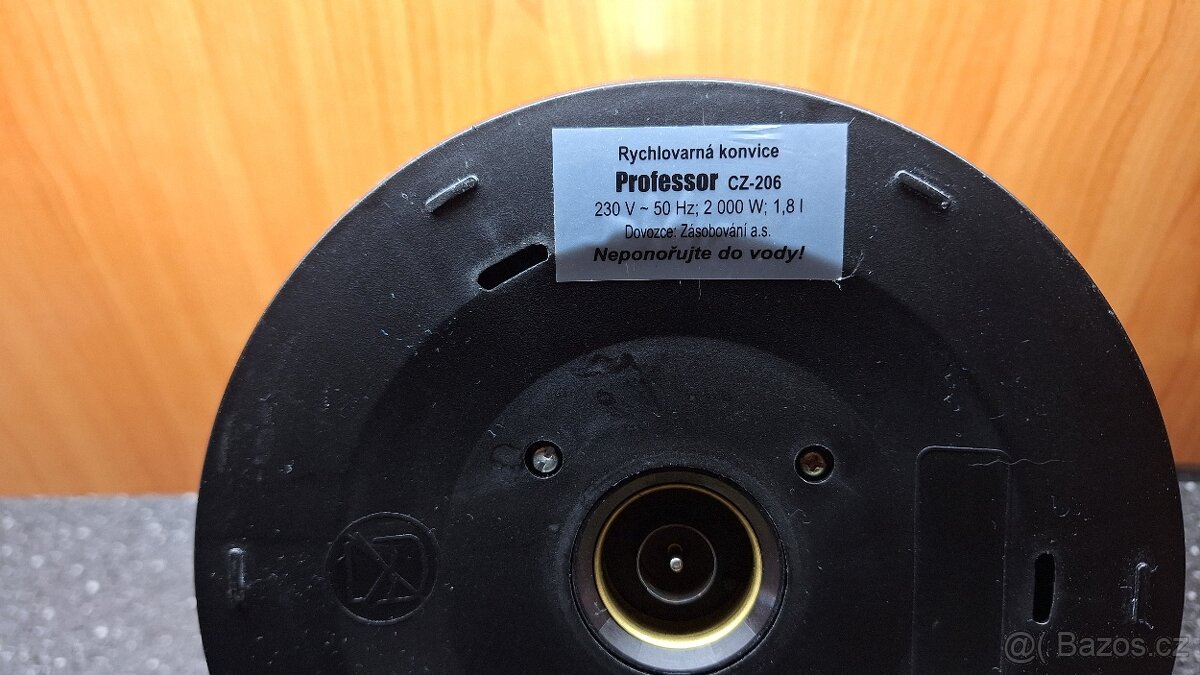 Rychlovarná konvice
Professor CZ-206
230 V ~ 50 Hz; 2 000 W; 1,8 l
Dovozce: Zásobování a.s.
Neponořujte do vody!
@( Bazos.cz